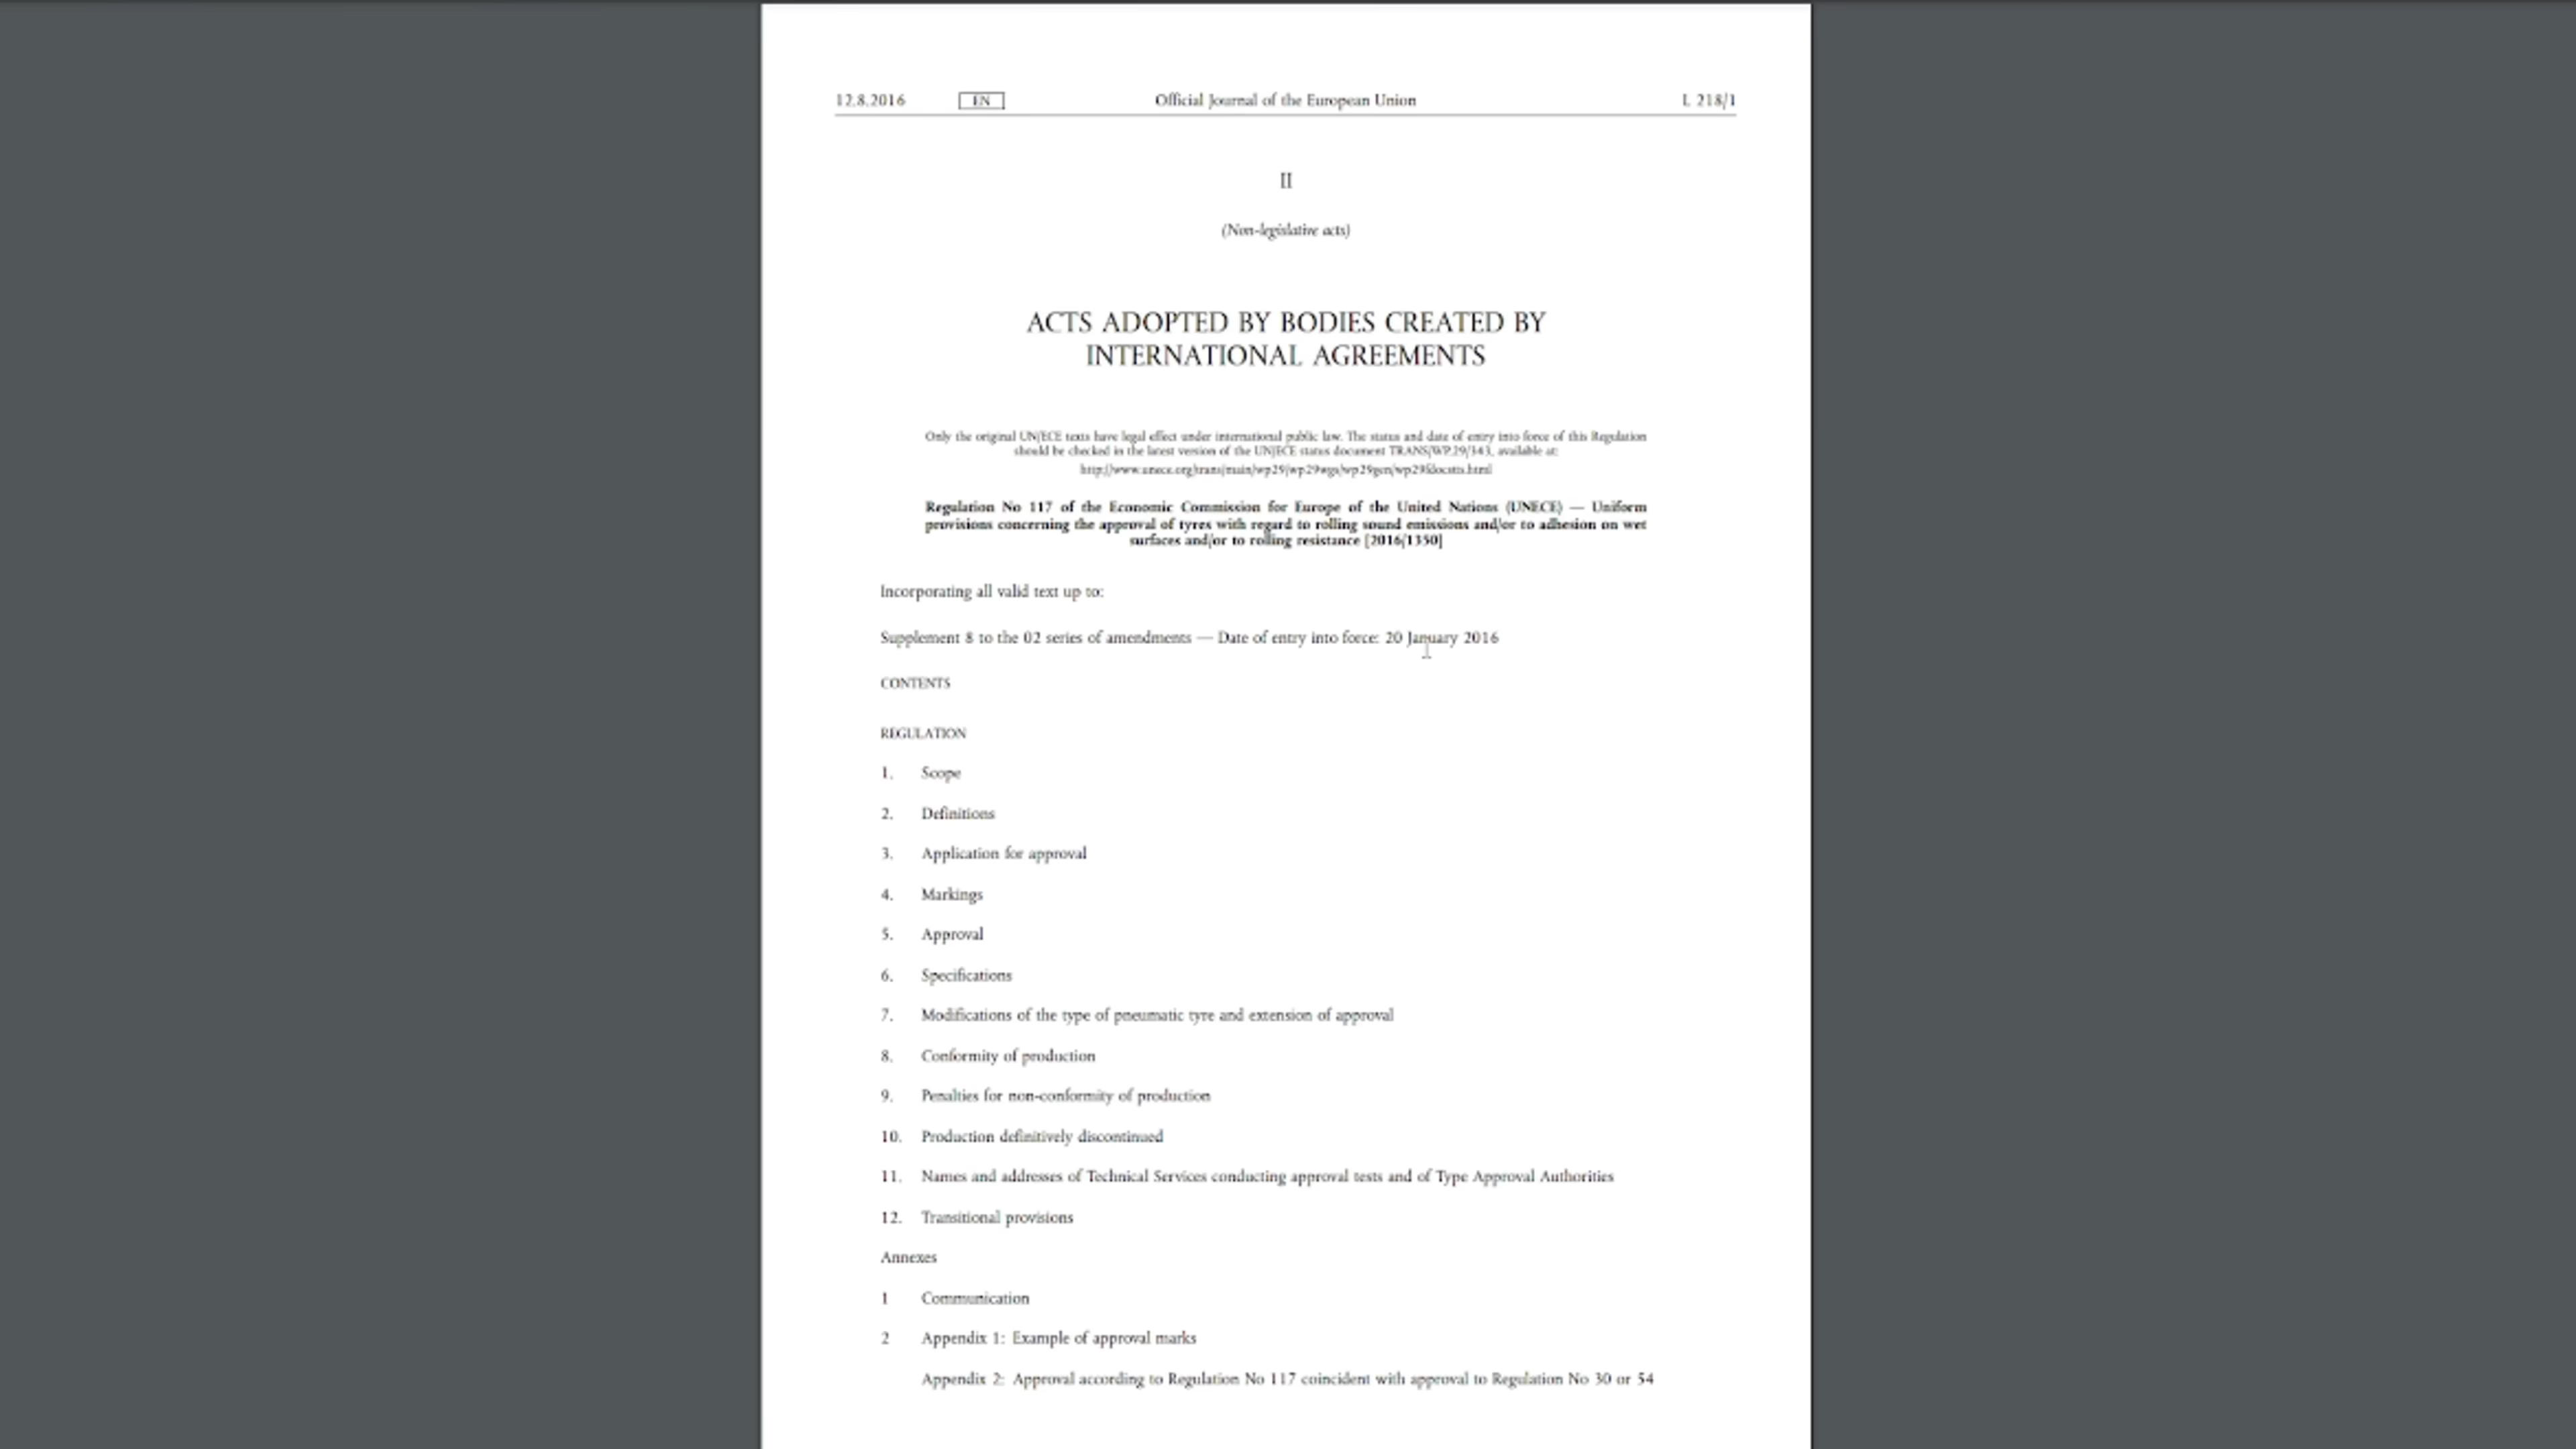 12.8.2016 EN Official Journal of the European Union L 218/1
II
(Non-legislative acts)
ACTS ADOPTED BY BODIES CREATED BY
INTERNATIONAL AGREEMENTS
Only the original UN/ECE texts have legal effect under international public law. The status and date of entry into force of this Regulation
should be checked in the latest version of the UN/ECE status document TRANS/WP.29/343, available at:
http://www.unece.org/trans/main/wp29/wp29wgs/wp29gen/wp29fdocstts.html
Regulation No 117 of the Economic Commission for Europe of the United Nations (UNECE) — Uniform
provisions concerning the approval of tyres with regard to rolling sound emissions and/or to adhesion on wet
surfaces and/or to rolling resistance [2016/1350]
Incorporating all valid text up to:
Supplement 8 to the 02 series of amendments — Date of entry into force: 20 January 2016
CONTENTS
REGULATION
1. Scope
2. Definitions
3. Application for approval
4. Markings
5. Approval
6. Specifications
7. Modifications of the type of pneumatic tyre and extension of approval
8. Conformity of production
9. Penalties for non-conformity of production
10. Production definitively discontinued
11. Names and addresses of Technical Services conducting approval tests and of Type Approval Authorities
12. Transitional provisions
Annexes
1 Communication
2 Appendix 1: Example of approval marks
Appendix 2: Approval according to Regulation No 117 coincident with approval to Regulation No 30 or 54